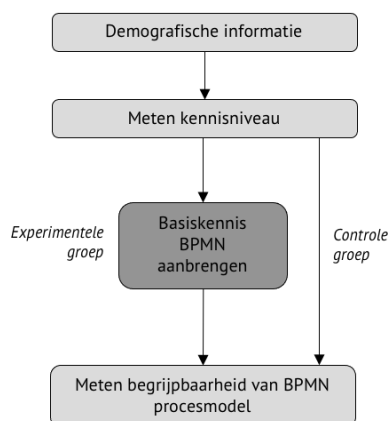 Demografische informatie
Meten kennisniveau
Experimentele
groep
Basiskennis
BPMN
aanbrengen
Controle
groep
Meten begrijpbaarheid van BPMN
procesmodel